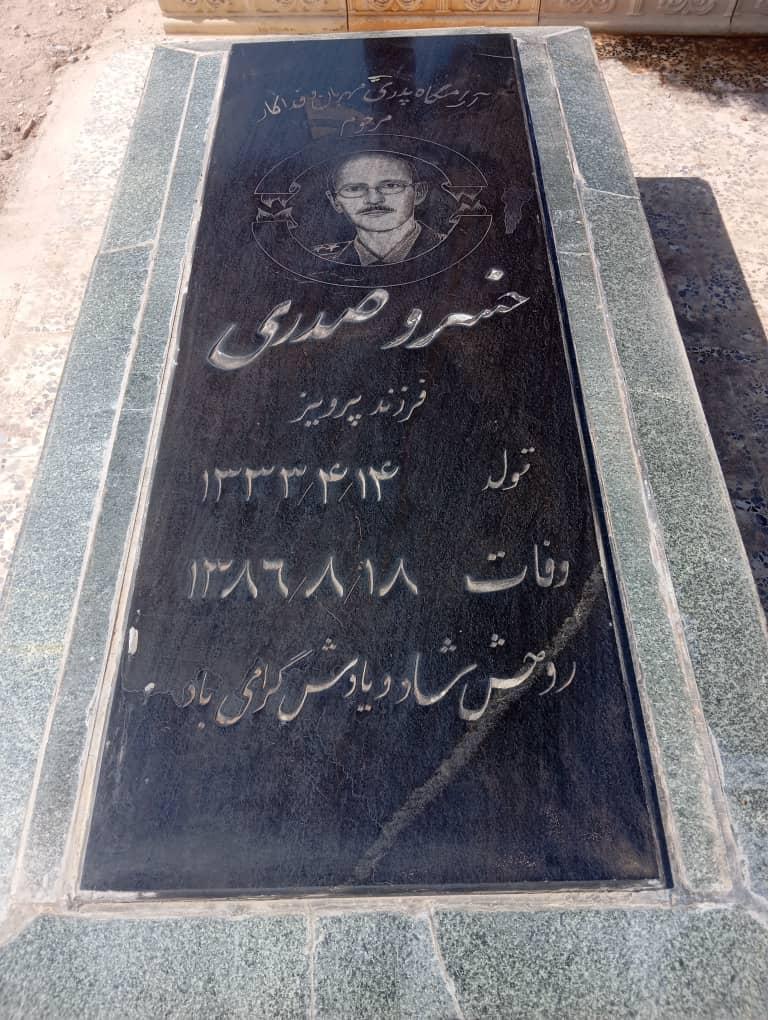 آرامگاه پدری مهربان و فداکار
مرحوم
خسرو صدری
فرزند پرویز
تولد ۱۳۳۳/۴/۱۴
وفات ۱۳۸۶/۸/۱۸
روحش شاد و یادش گرامی باد